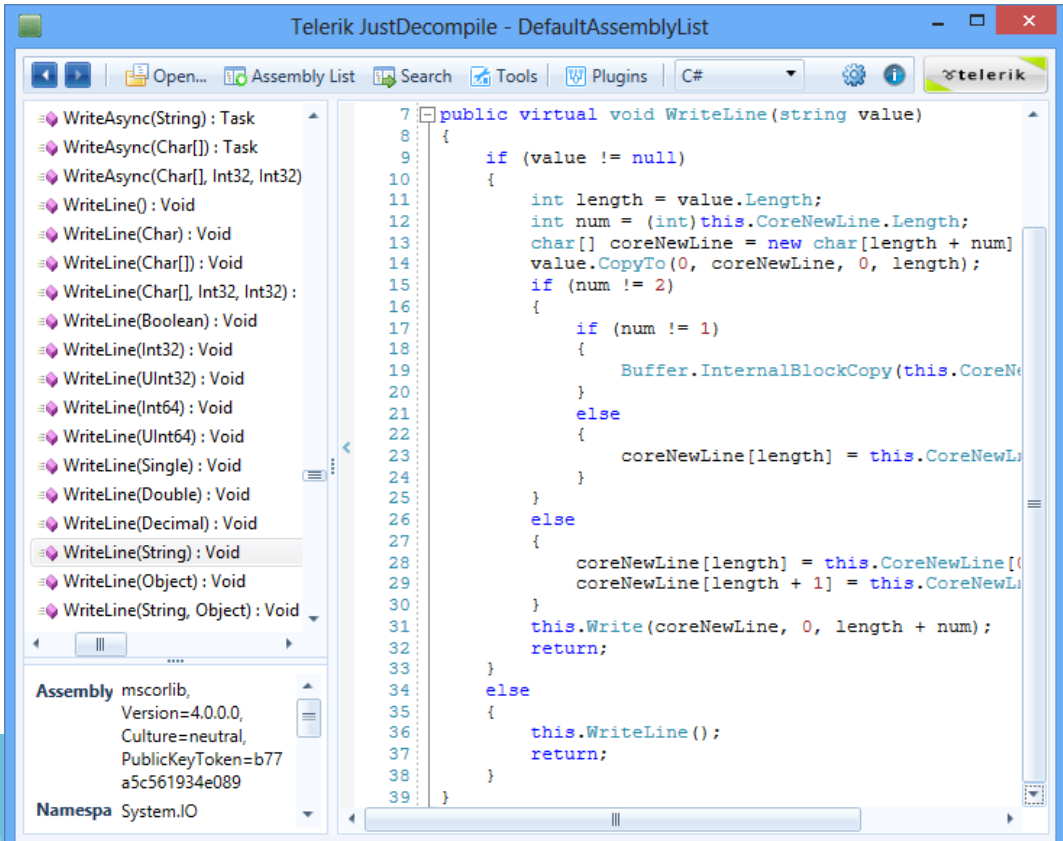 Telerik JustDecompile - DefaultAssemblyList
Open... Assembly List Search Tools Plugins C# telerik
WriteAsync(String) : Task
WriteAsync(Char[]) : Task
WriteAsync(Char[], Int32, Int32)
WriteLine() : Void
WriteLine(Char) : Void
WriteLine(Char[]) : Void
WriteLine(Char[], Int32, Int32) :
WriteLine(Boolean) : Void
WriteLine(Int32) : Void
WriteLine(UInt32) : Void
WriteLine(Int64) : Void
WriteLine(UInt64) : Void
WriteLine(Single) : Void
WriteLine(Double) : Void
WriteLine(Decimal) : Void
WriteLine(String) : Void
WriteLine(Object) : Void
WriteLine(String, Object) : Void
Assembly mscorlib,
Version=4.0.0.0,
Culture=neutral,
PublicKeyToken=b77
a5c561934e089
Namespa System.IO
7 public virtual void WriteLine(string value)
8 {
9 if (value != null)
10 {
11 int length = value.Length;
12 int num = (int)this.CoreNewLine.Length;
13 char[] coreNewLine = new char[length + num]
14 value.CopyTo(0, coreNewLine, 0, length);
15 if (num != 2)
16 {
17 if (num != 1)
18 {
19 Buffer.InternalBlockCopy(this.CoreNe
20 }
21 else
22 {
23 coreNewLine[length] = this.CoreNewLi
24 }
25 }
26 else
27 {
28 coreNewLine[length] = this.CoreNewLine[0
29 coreNewLine[length + 1] = this.CoreNewLi
30 }
31 this.Write(coreNewLine, 0, length + num);
32 return;
33 }
34 else
35 {
36 this.WriteLine();
37 return;
38 }
39 }